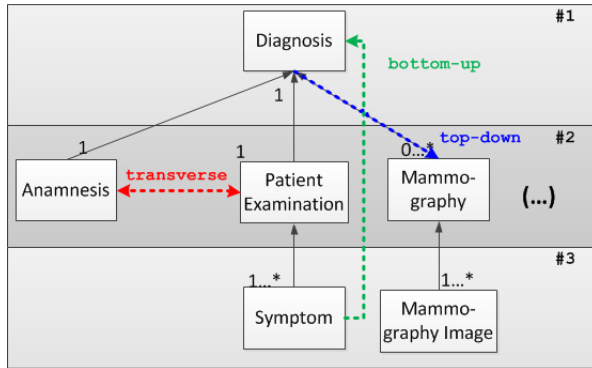 #1
Diagnosis
bottom-up
1
top-down
#2
1
1
0...*
transverse
Anamnesis
Patient
Examination
Mammo-
graphy
(...)
#3
1...*
1...*
Symptom
Mammo-
graphy Image